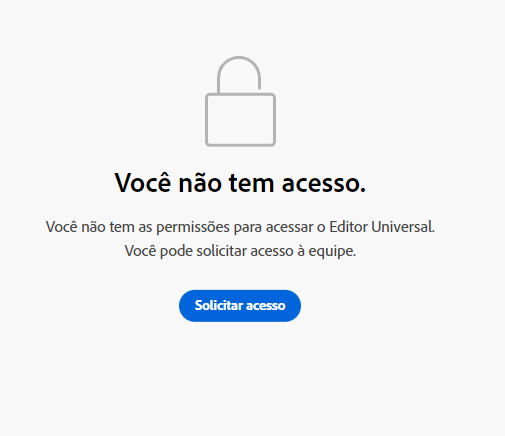 Você não tem acesso.
Você não tem as permissões para acessar o Editor Universal.
Você pode solicitar acesso à equipe.
Solicitar acesso